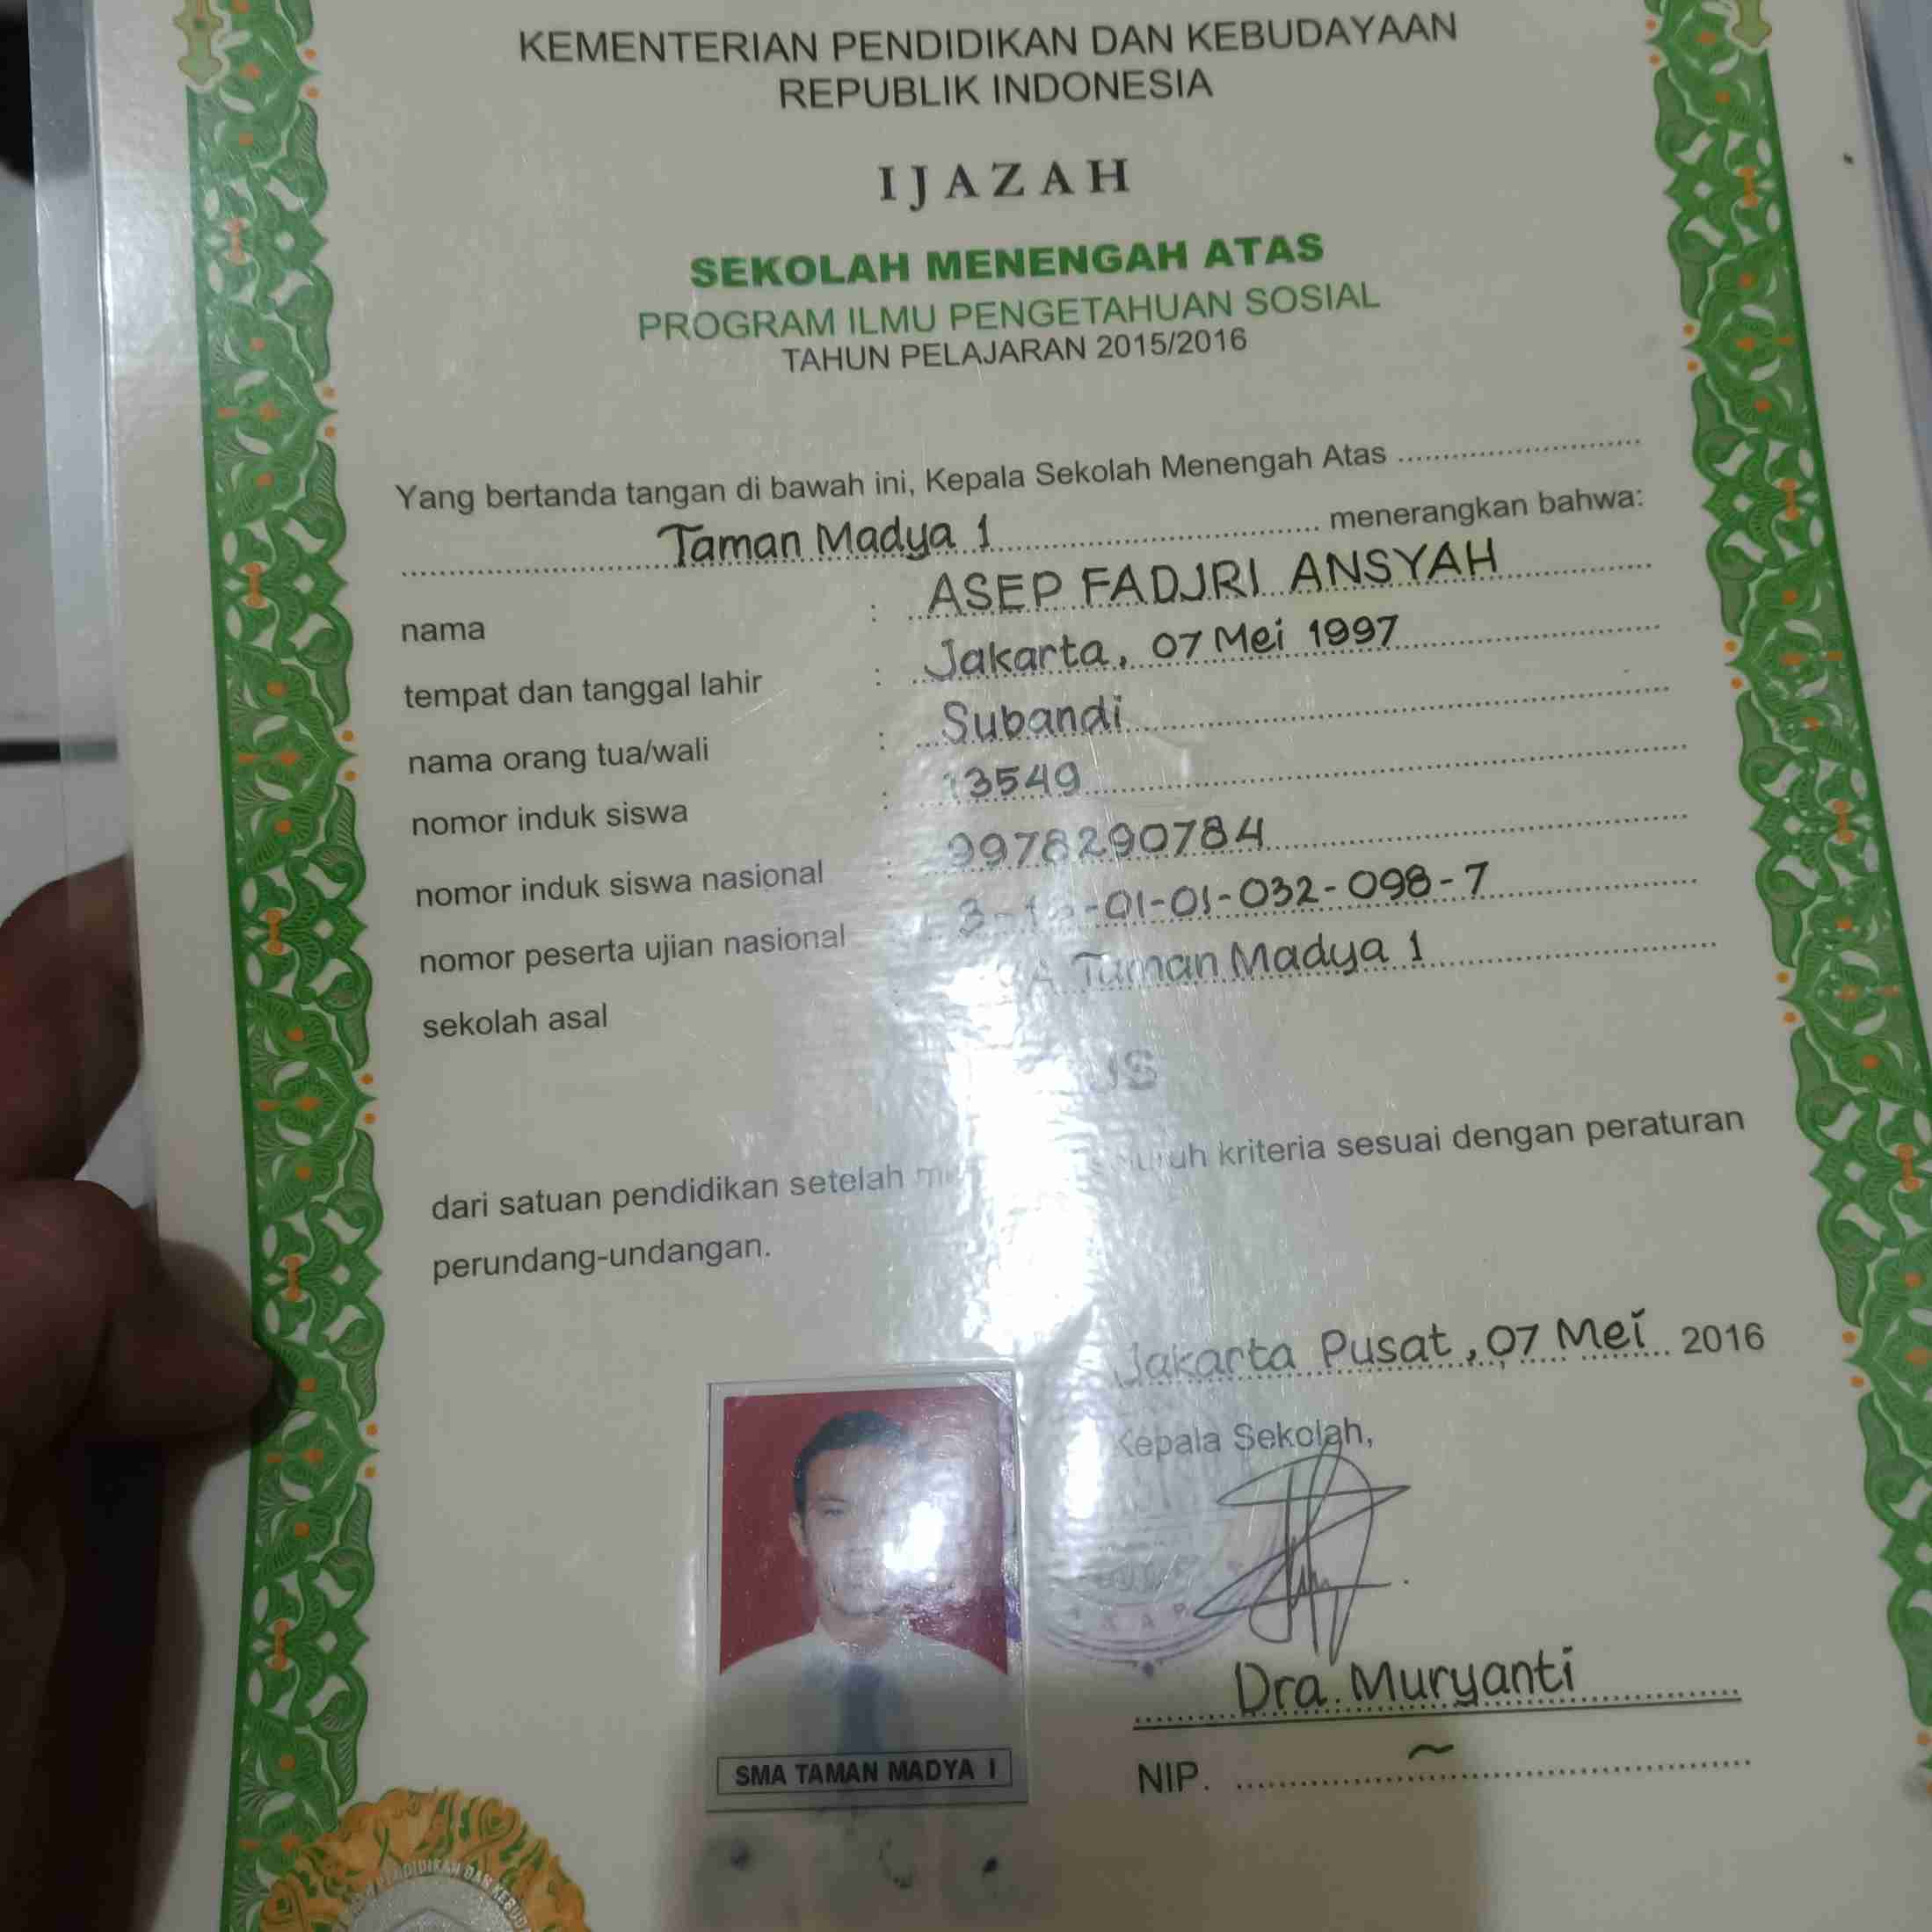 KEMENTERIAN PENDIDIKAN DAN KEBUDAYAAN
REPUBLIK INDONESIA
IJAZAH
SEKOLAH MENENGAH ATAS
PROGRAM ILMU PENGETAHUAN SOSIAL
TAHUN PELAJARAN 2015/2016
Yang bertanda tangan di bawah ini, Kepala Sekolah Menengah Atas
Taman Madya 1 menerangkan bahwa:
nama : ASEP FADJRI ANSYAH
tempat dan tanggal lahir : Jakarta, 07 Mei 1997
nama orang tua/wali : Subandi
nomor induk siswa : 13549
nomor induk siswa nasional : 9978290784
nomor peserta ujian nasional 3-16-01-01-032-098-7
sekolah asal Taman Madya 1
dari satuan pendidikan setelah kriteria sesuai dengan peraturan
perundang-undangan.
Jakarta Pusat, 07 Mei 2016
Kepala Sekolah,
Dra. Muryanti
NIP. ~
SMA TAMAN MADYA I